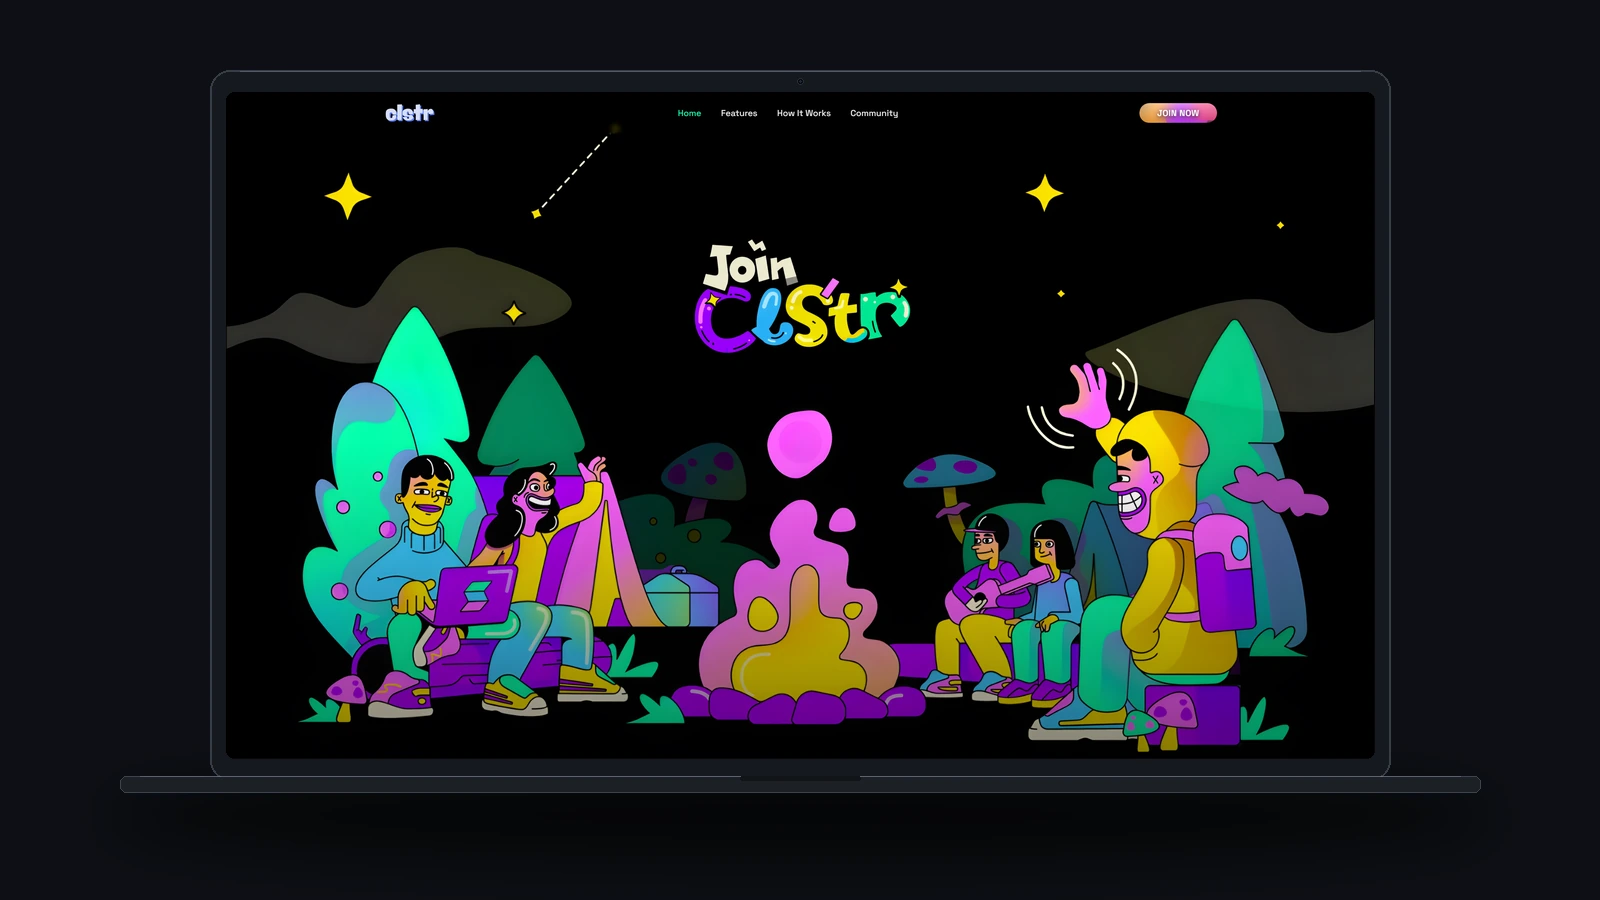 clstr
Home Features How It Works Community
JOIN NOW
Join
ClStr